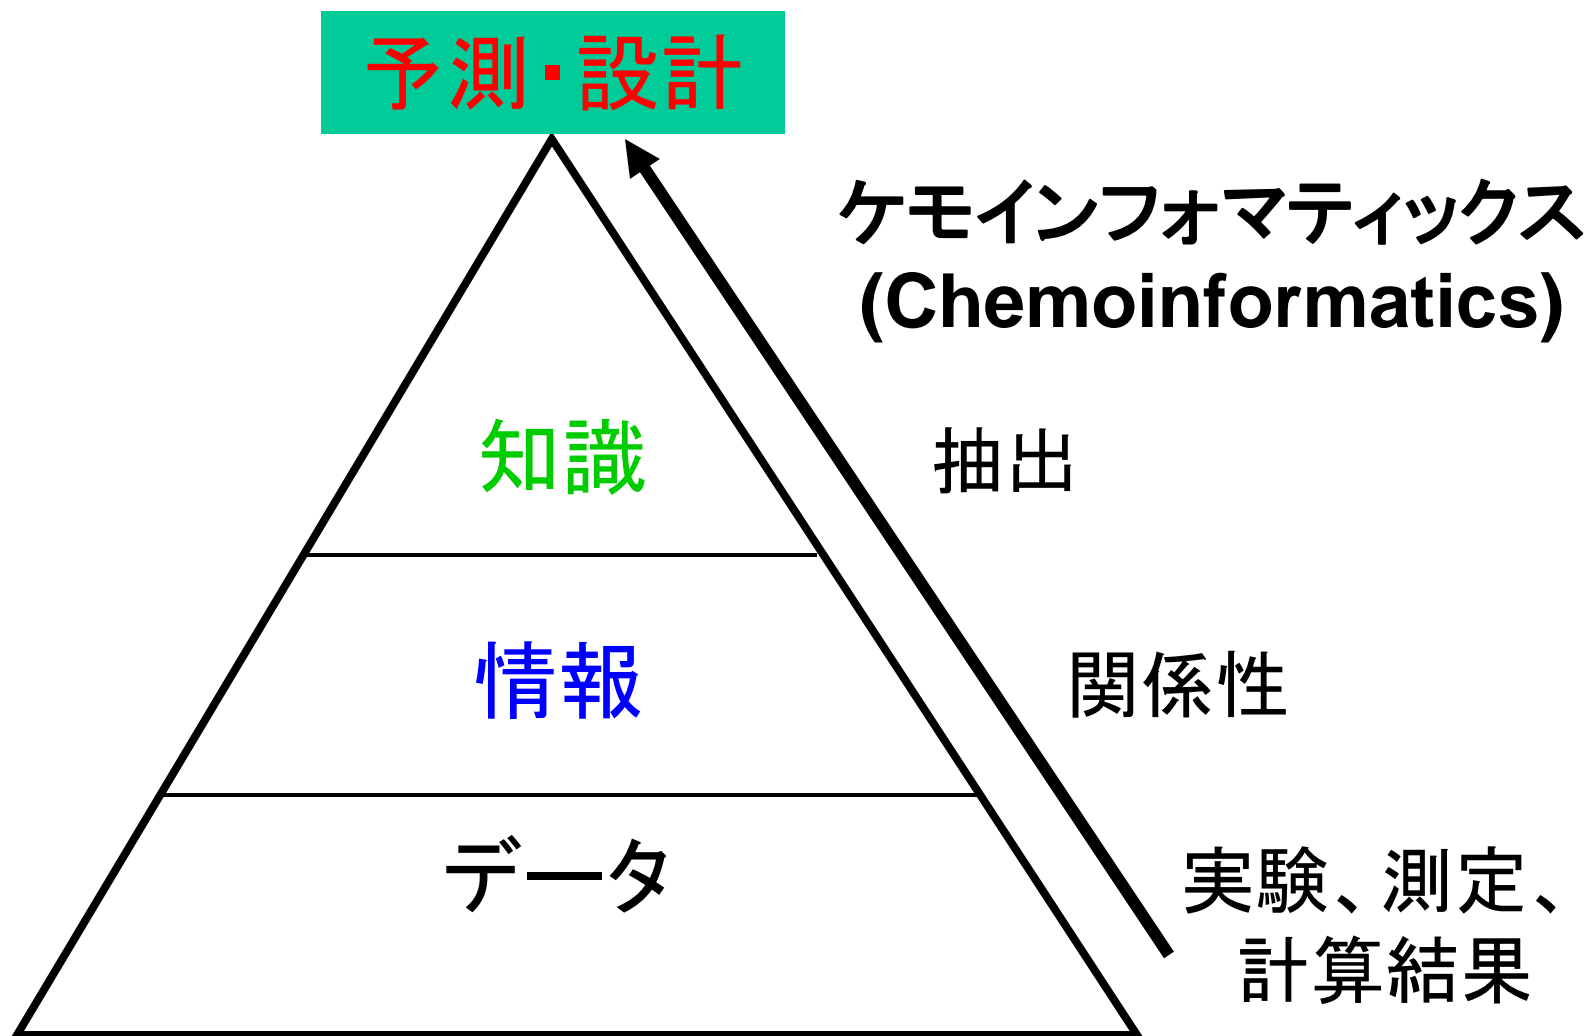 予測・設計
ケモインフォマティックス
(Chemoinformatics)
知識
抽出
情報
関係性
データ
実験、測定、
計算結果